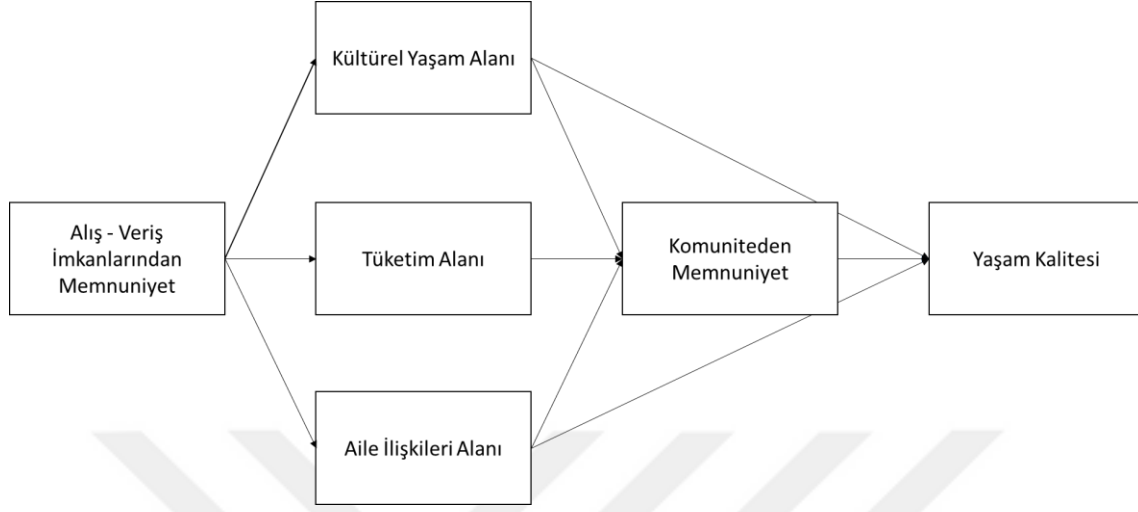 Kültürel Yaşam Alanı
Alış - Veriş
İmkanlarından
Memnuniyet
Tüketim Alanı
Komuniteden
Memnuniyet
Yaşam Kalitesi
Aile İlişkileri Alanı